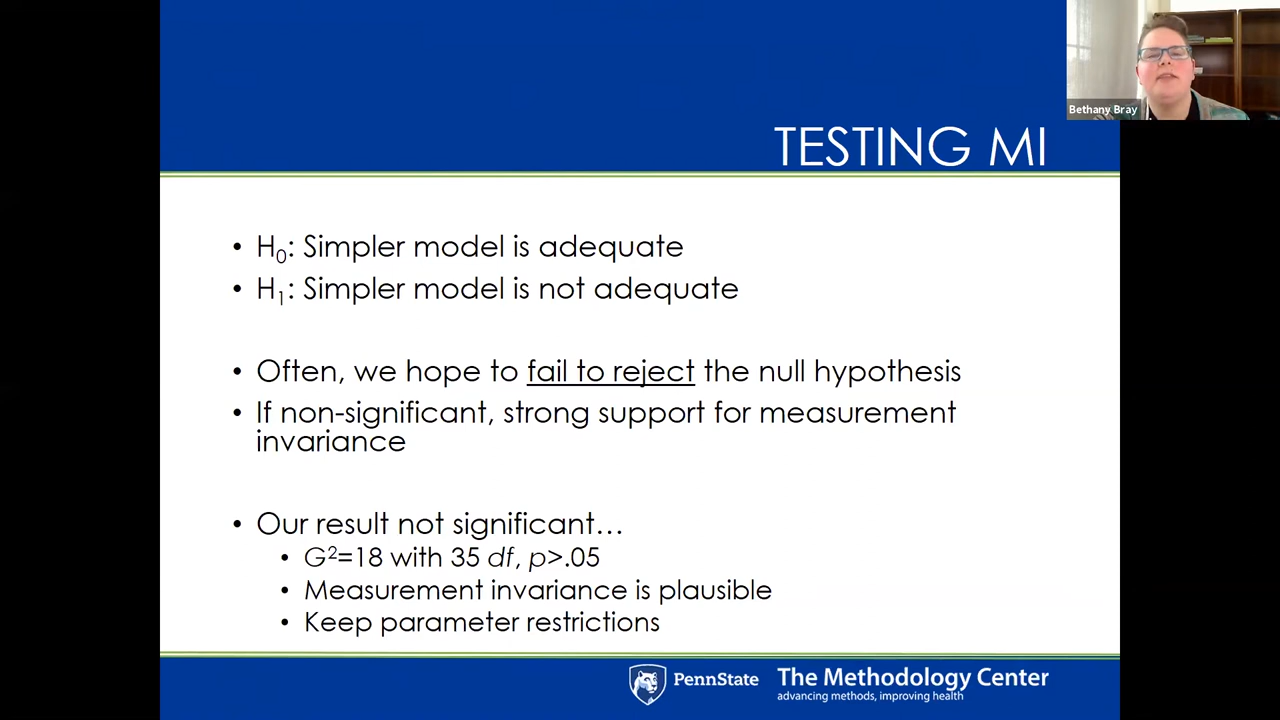 Bethany Bray
TESTING MI
• H₀: Simpler model is adequate
• H₁: Simpler model is not adequate
• Often, we hope to fail to reject the null hypothesis
• If non-significant, strong support for measurement
invariance
• Our result not significant…
• G²=18 with 35 df, p>.05
• Measurement invariance is plausible
• Keep parameter restrictions
PennState
The Methodology Center
advancing methods, improving health